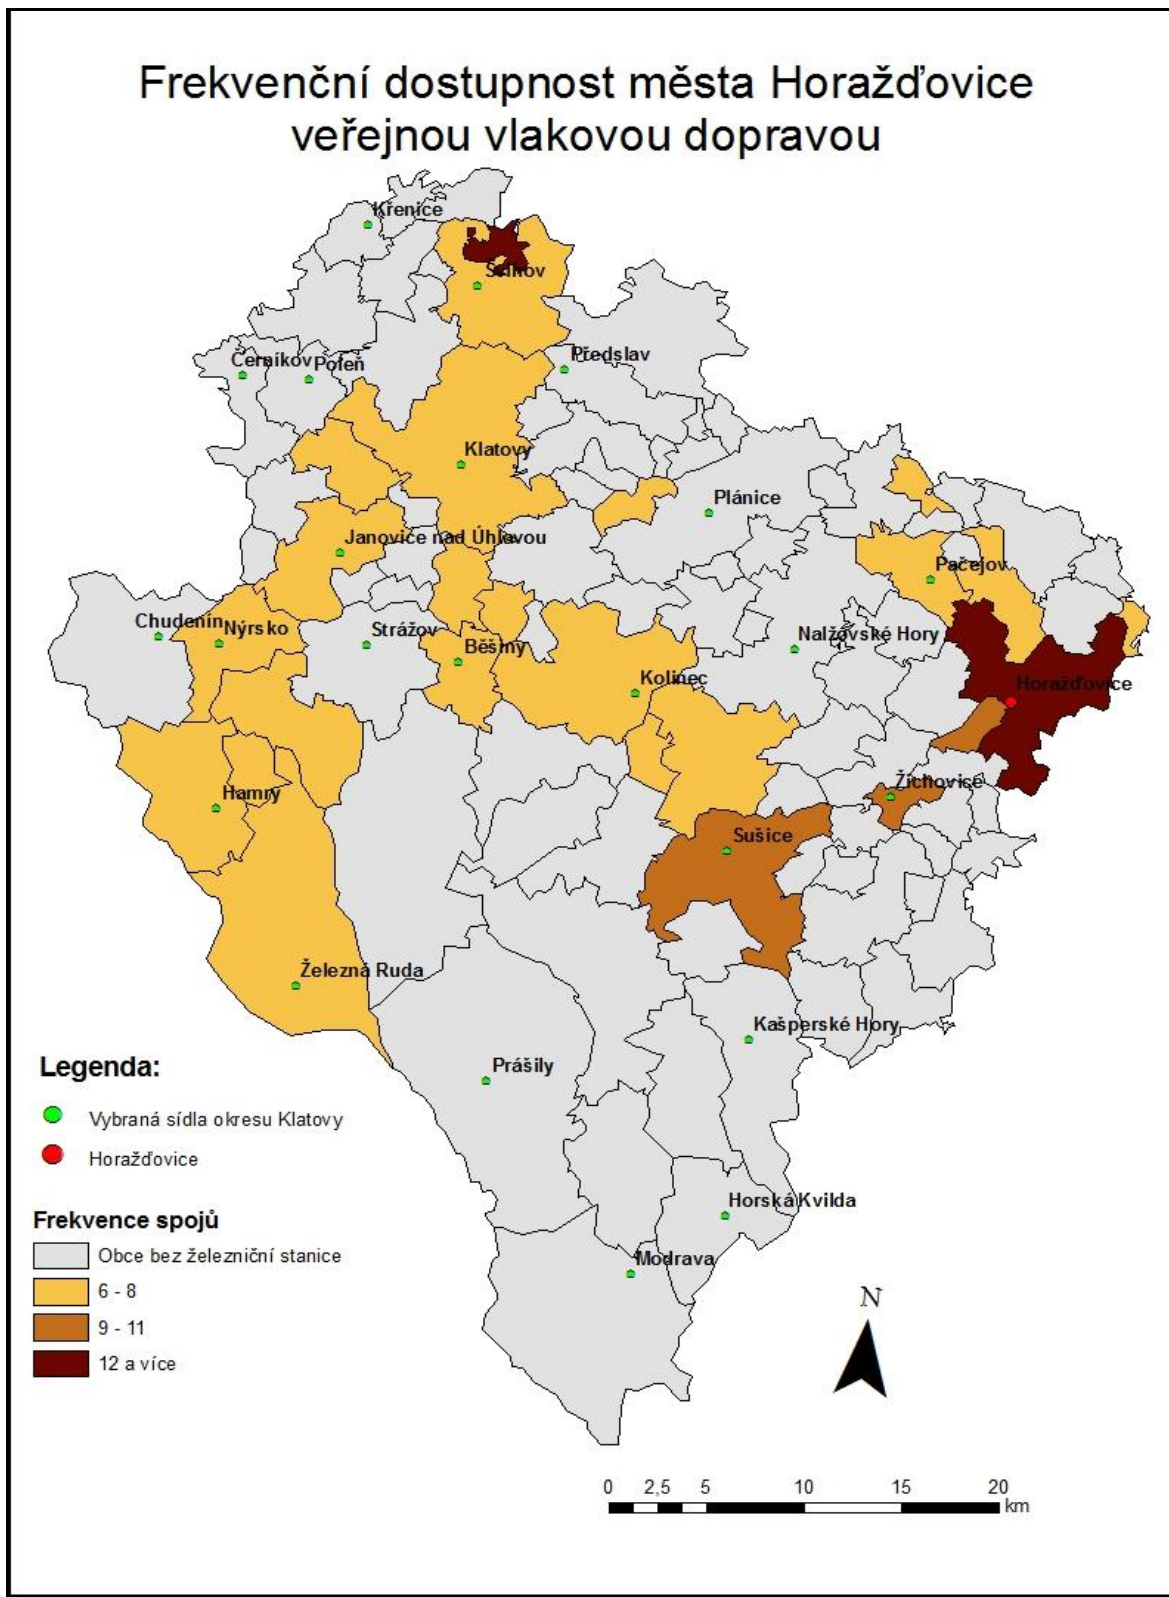 Frekvenční dostupnost města Horažďovice
veřejnou vlakovou dopravou
Křenice
Švihov
Předslav
Černíkov
Poleň
Klatovy
Plánice
Janovice nad Úhlavou
Pačejov
Chudenín
Nýrsko
Strážov
Běšiny
Nalžovské Hory
Kolinec
Horažďovice
Hamry
Žichovice
Sušice
Železná Ruda
Kašperské Hory
Prášily
Horská Kvilda
Modrava
Legenda:
Vybraná sídla okresu Klatovy
Horažďovice
Frekvence spojů
Obce bez železniční stanice
6 - 8
9 - 11
12 a více
N
0 2,5 5 10 15 20
km